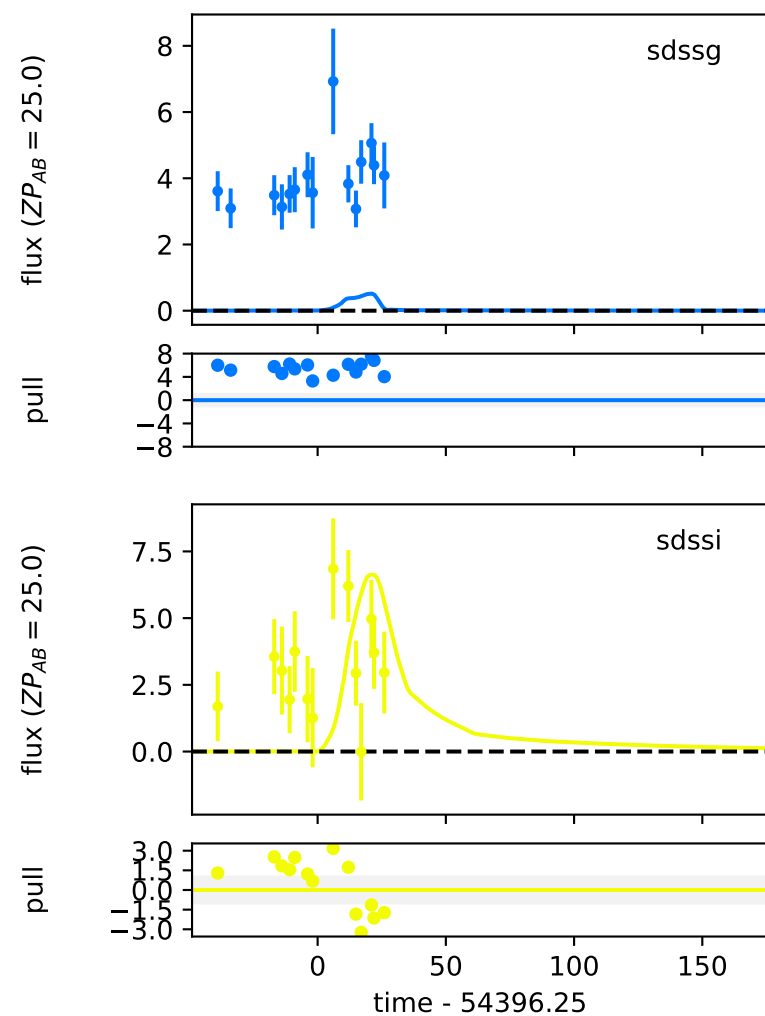 sdssg
8
6
4
2
0
flux (ZP_AB = 25.0)
8
4
0
−4
−8
pull
sdssi
7.5
5.0
2.5
0.0
flux (ZP_AB = 25.0)
3.0
1.5
0.0
−1.5
−3.0
pull
0 50 100 150
time - 54396.25